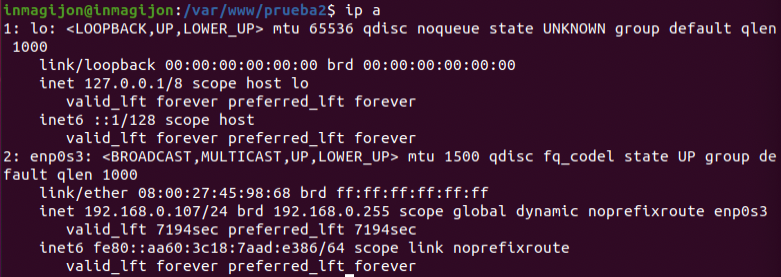 inmagijon@inmagijon:/var/www/prueba2$ ip a
1: lo: <LOOPBACK,UP,LOWER_UP> mtu 65536 qdisc noqueue state UNKNOWN group default qlen
1000
link/loopback 00:00:00:00:00:00 brd 00:00:00:00:00:00
inet 127.0.0.1/8 scope host lo
valid_lft forever preferred_lft forever
inet6 ::1/128 scope host
valid_lft forever preferred_lft forever
2: enp0s3: <BROADCAST,MULTICAST,UP,LOWER_UP> mtu 1500 qdisc fq_codel state UP group de
fault qlen 1000
link/ether 08:00:27:45:98:68 brd ff:ff:ff:ff:ff:ff
inet 192.168.0.107/24 brd 192.168.0.255 scope global dynamic noprefixroute enp0s3
valid_lft 7194sec preferred_lft 7194sec
inet6 fe80::aa60:3c18:7aad:e386/64 scope link noprefixroute
valid_lft forever preferred_lft forever